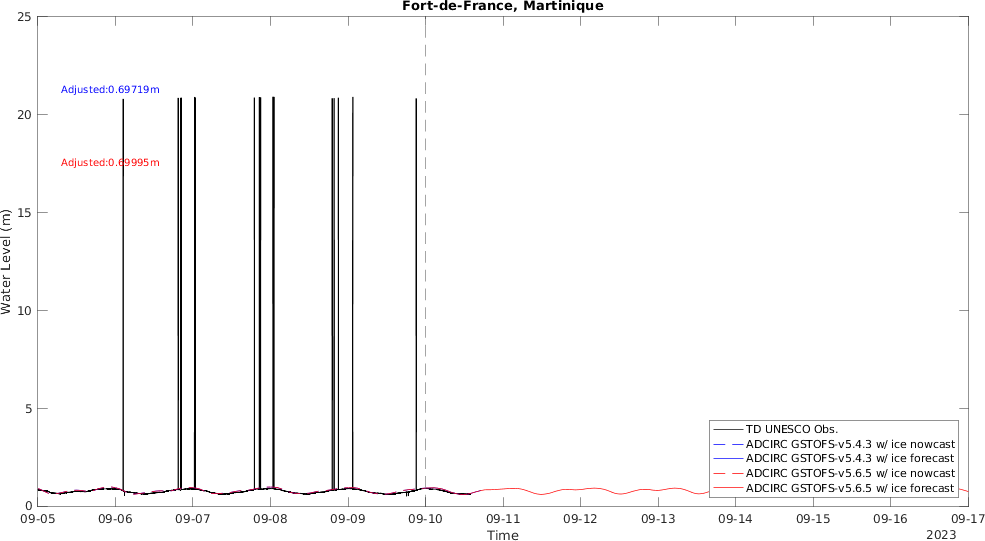 Fort-de-France, Martinique
25
20
15
10
5
0
Water Level (m)
Adjusted:0.69719m
Adjusted:0.69995m
TD UNESCO Obs.
ADCIRC GSTOFS-v5.4.3 w/ ice nowcast
ADCIRC GSTOFS-v5.4.3 w/ ice forecast
ADCIRC GSTOFS-v5.6.5 w/ ice nowcast
ADCIRC GSTOFS-v5.6.5 w/ ice forecast
09-05 09-06 09-07 09-08 09-09 09-10 09-11 09-12 09-13 09-14 09-15 09-16 09-17
Time
2023